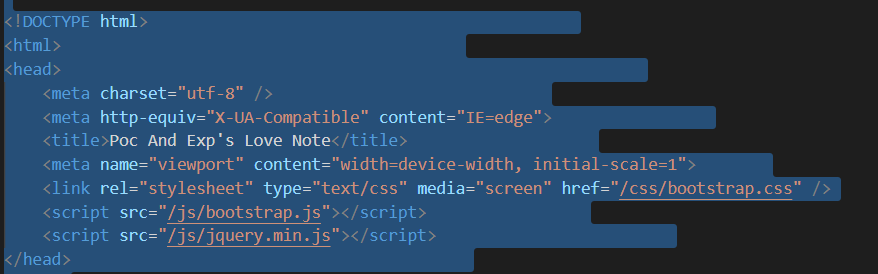 <!DOCTYPE html>
<html>
<head>
    <meta charset="utf-8" />
    <meta http-equiv="X-UA-Compatible" content="IE=edge">
    <title>Poc And Exp's Love Note</title>
    <meta name="viewport" content="width=device-width, initial-scale=1">
    <link rel="stylesheet" type="text/css" media="screen" href="/css/bootstrap.css" />
    <script src="/js/bootstrap.js"></script>
    <script src="/js/jquery.min.js"></script>
</head>